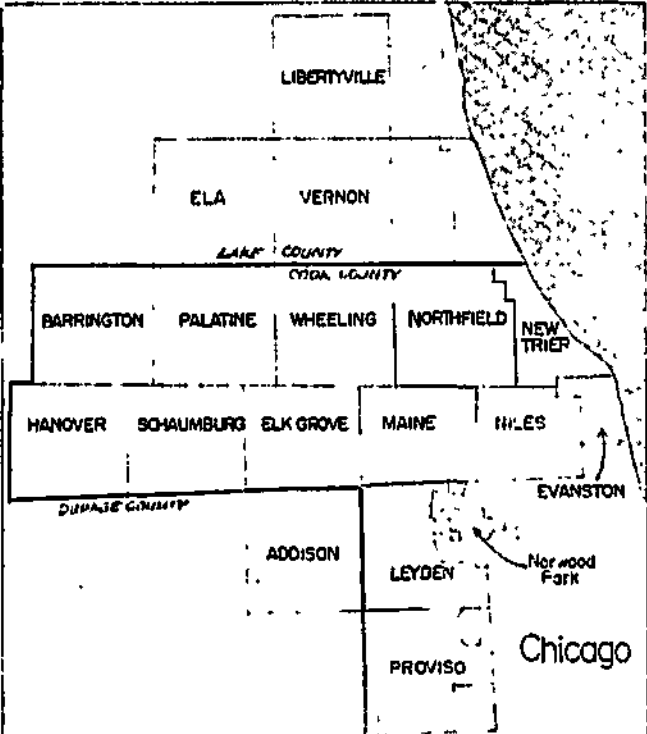 LIBERTYVILLE
ELA
VERNON
LAKE COUNTY
COOK COUNTY
BARRINGTON
PALATINE
WHEELING
NORTHFIELD
NEW
TRIER
HANOVER
SCHAUMBURG
ELK GROVE
MAINE
NILES
EVANSTON
DUPAGE COUNTY
ADDISON
LEYDEN
Norwood
Park
PROVISO
Chicago